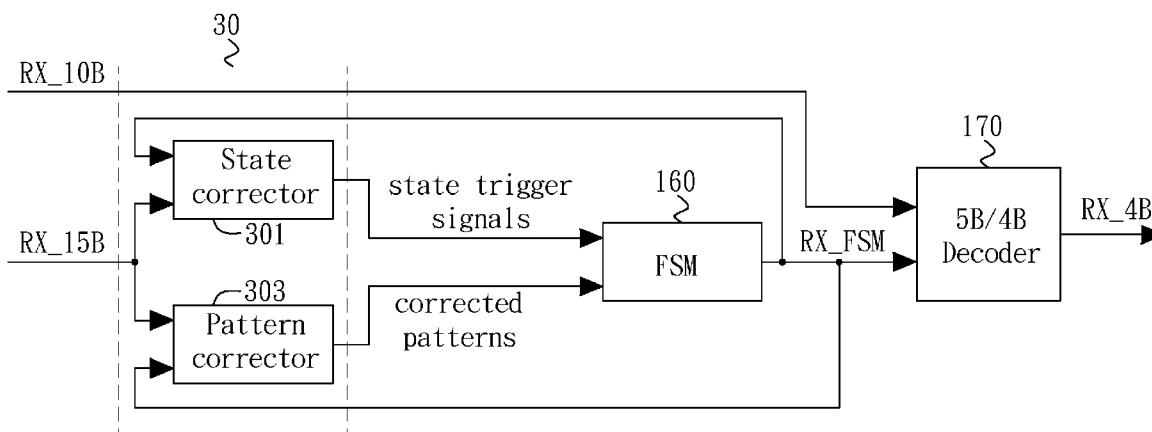 30
RX_10B
170
State
corrector
301
state trigger
signals
160
FSM
RX_FSM
5B/4B
Decoder
RX_4B
RX_15B
303
Pattern
corrector
corrected
patterns